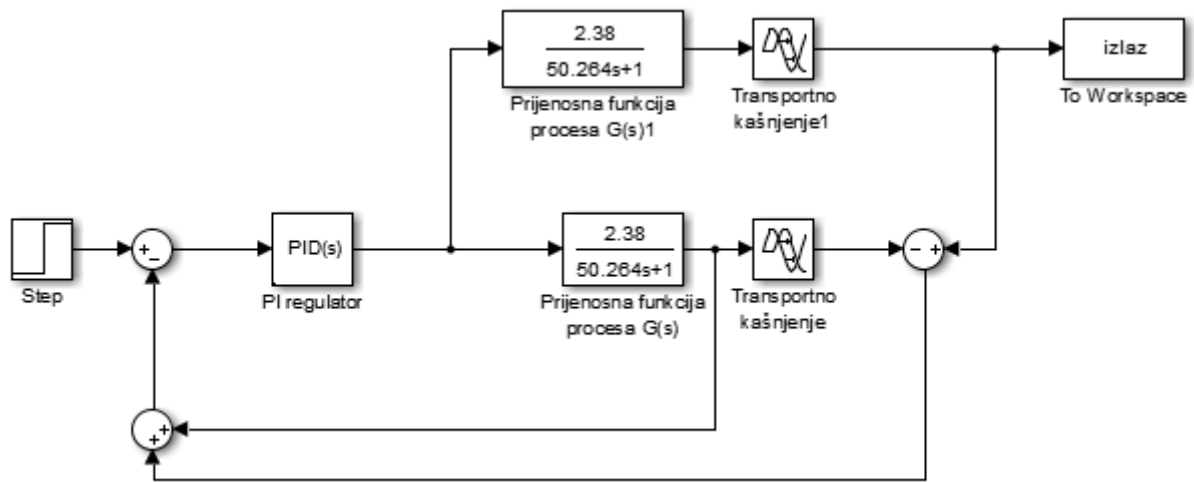 2.38
50.264s+1
Prijenosna funkcija
procesa G(s)1
Transportno
kašnjenje1
izlaz
To Workspace
+
−
Step
PID(s)
PI regulator
2.38
50.264s+1
Prijenosna funkcija
procesa G(s)
Transportno
kašnjenje
− +
+
+